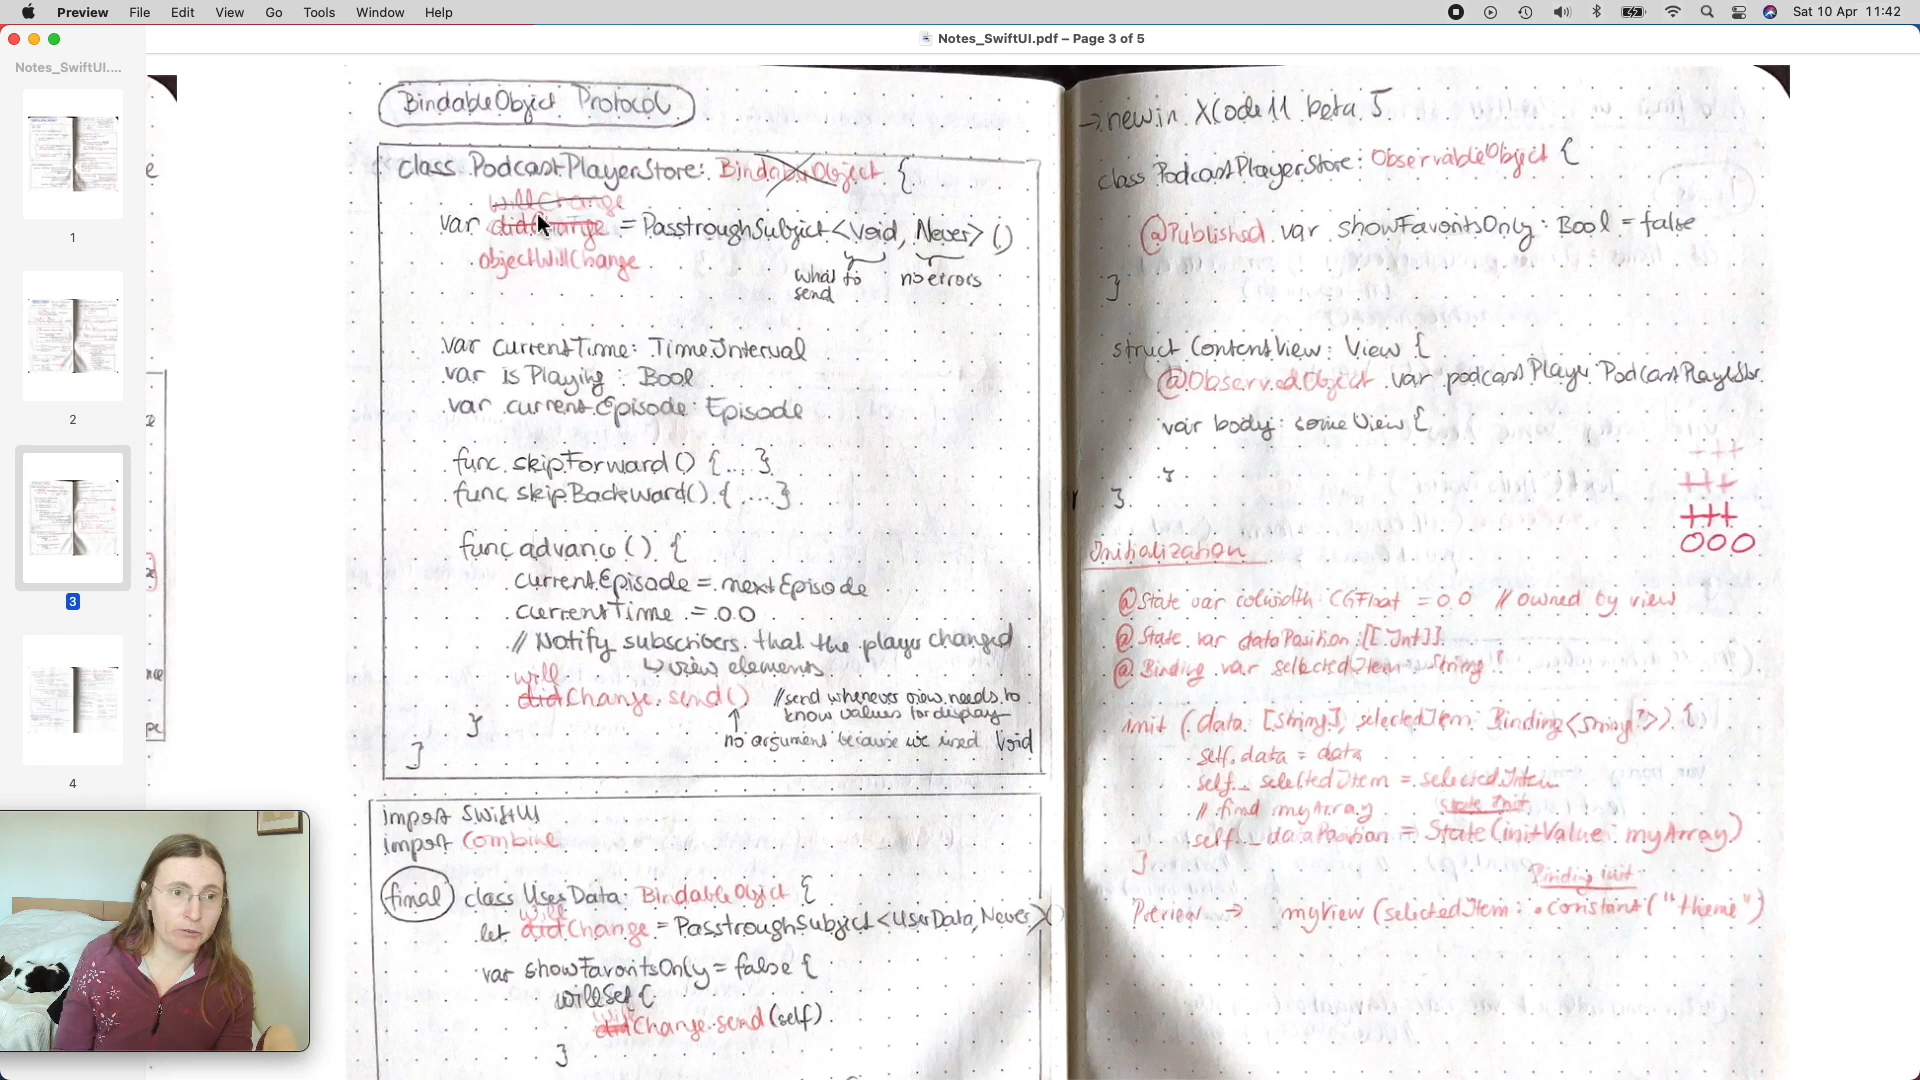 Preview File Edit View Go Tools Window Help
Sat 10 Apr 11:42
Notes_SwiftUI.pdf – Page 3 of 5
Notes_SwiftUI....
1
2
3
4
BindableObject Protocol
class PodcastPlayerStore: BindableObject {
willChange
var didChange = PasstroughSubject<Void, Never>()
objectWillChange
what to send
no errors
var currentTime: TimeInterval
var isPlaying: Bool
var currentEpisode: Episode
func skipForward() {...}
func skipBackward() {....}
func advance() {
currentEpisode = nextEpisode
currentTime = 0.0
// Notify subscribers that the player changed
↳ view elements
will
didChange.send() // send whenever view needs to
know values for display
↑
no argument because we used Void
}
}
import SwiftUI
import Combine
final class UserData: BindableObject {
will
let didChange = PasstroughSubject<UserData, Never>()
var showFavoritsOnly = false {
willSet {
will
didChange.send(self)
}
→ new in XCode 11 beta 5
class PodcastPlayerStore: ObservableObject {
@Published var showFavoritsOnly: Bool = false
}
struct ContentView: View {
@ObservedObject var podcastPlayer: PodcastPlayerStor
var body: some View {
}
}
Initialization
@State var colwidth: CGFloat = 0.0 // owned by view
@State var dataPosition: [[Int]]
@Binding var selectedItem: String?
init (data: [String], selectedItem: Binding<String?>) {
self.data = data
self._selectedItem = selectedItem
// find myArray
State Init
self._dataPosition = State(initValue: myArray)
}
Binding init
Preview → myView(selectedItem: .constant("theme")